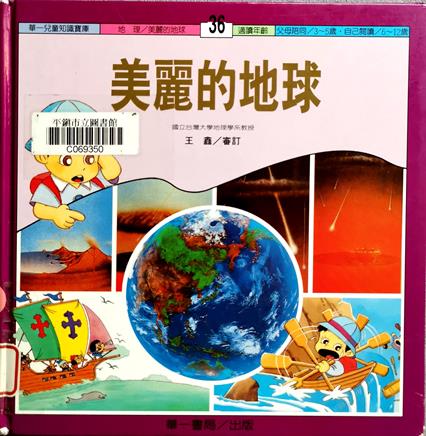 華一兒童知識寶庫
地 理／美麗的地球
36
適讀年齡
父母陪同／3~5歲・自己閱讀／6~12歲
美麗的地球
國立台灣大學地理學系教授
王 鑫／審訂
平鎮市立圖書館
C069350
華一書局／出版